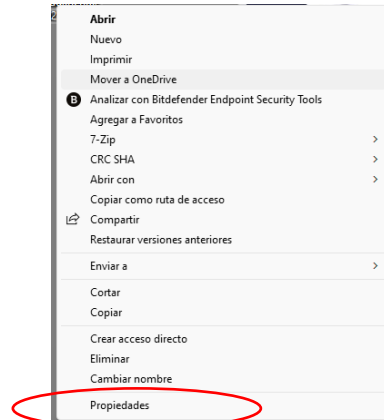 Abrir
Nuevo
Imprimir
Mover a OneDrive
B Analizar con Bitdefender Endpoint Security Tools
Agregar a Favoritos
7-Zip
CRC SHA
Abrir con
Copiar como ruta de acceso
Compartir
Restaurar versiones anteriores
Enviar a
Cortar
Copiar
Crear acceso directo
Eliminar
Cambiar nombre
Propiedades